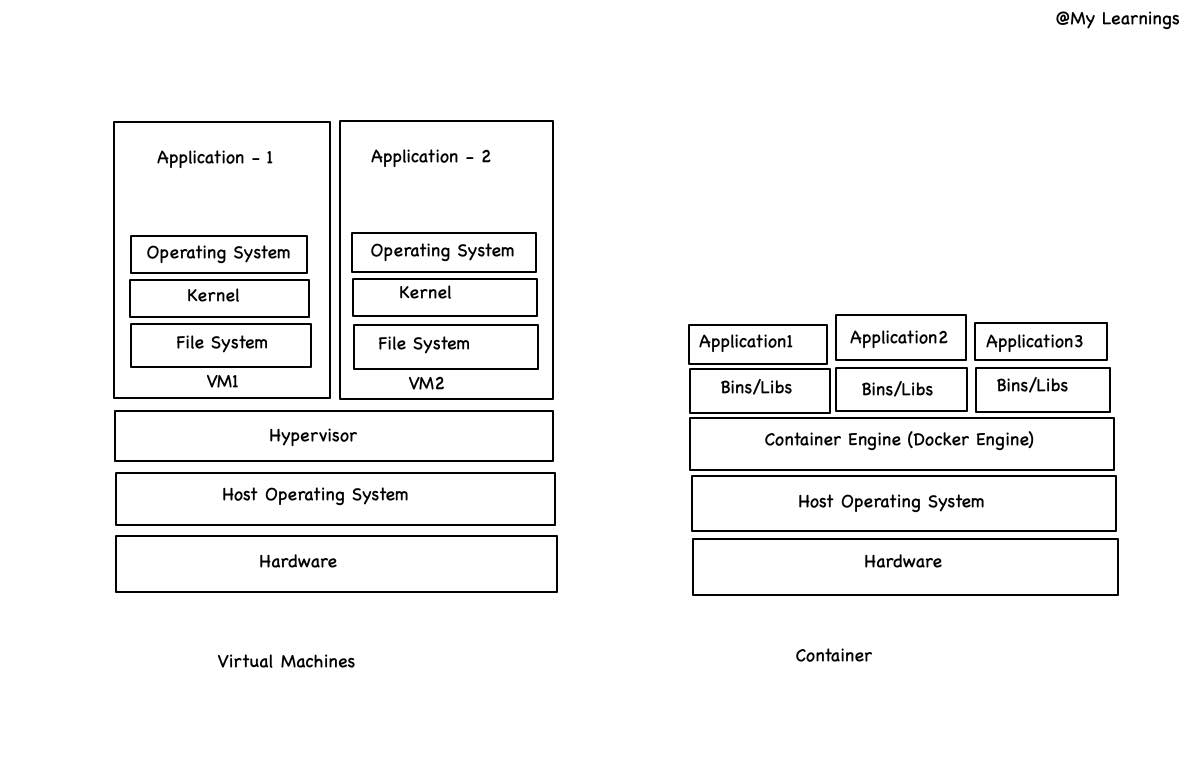 @My Learnings
Application - 1
Operating System
Kernel
File System
VM1
Application - 2
Operating System
Kernel
File System
VM2
Hypervisor
Host Operating System
Hardware
Virtual Machines
Application1
Application2
Application3
Bins/Libs
Bins/Libs
Bins/Libs
Container Engine (Docker Engine)
Host Operating System
Hardware
Container